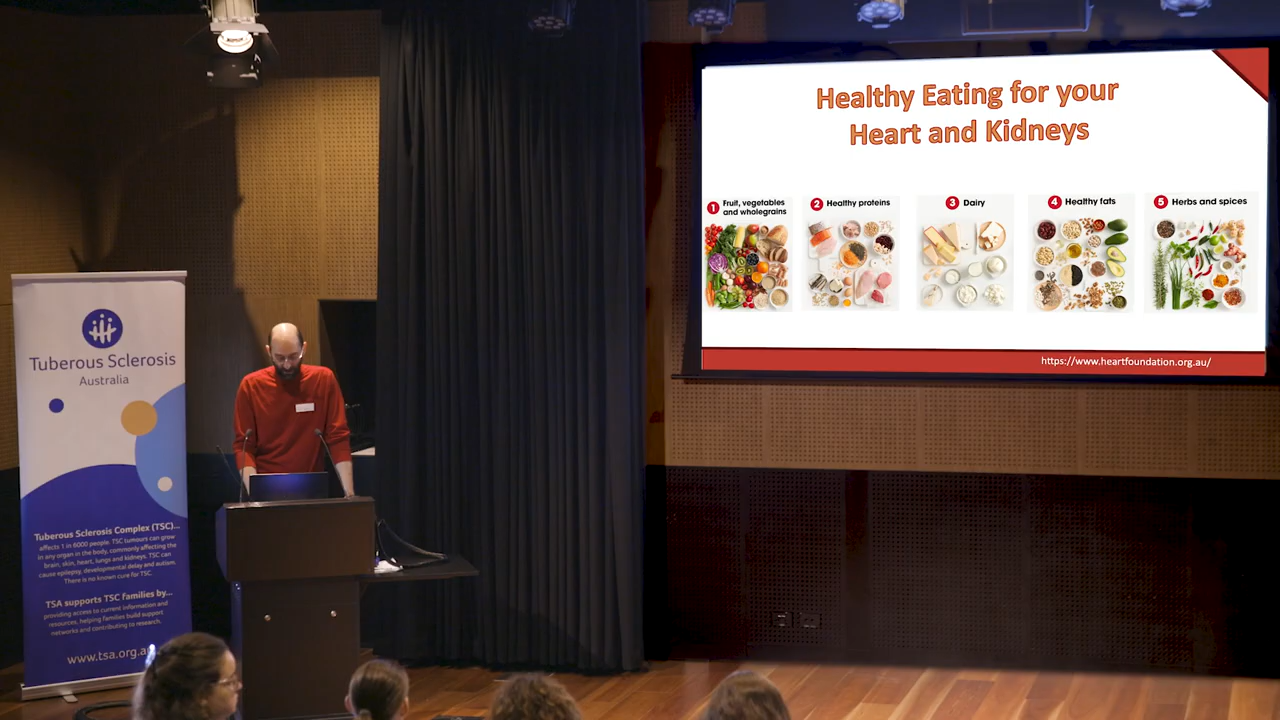 Healthy Eating for your
Heart and Kidneys
1 Fruit, vegetables
and wholegrains
2 Healthy proteins
3 Dairy
4 Healthy fats
5 Herbs and spices
https://www.heartfoundation.org.au/
Tuberous Sclerosis
Australia
Tuberous Sclerosis Complex (TSC)...
affects 1 in 6000 people. TSC tumours can grow
in any organ in the body, commonly affecting the
brain, skin, heart, lungs and kidneys. TSC can
cause epilepsy, developmental delay and autism.
There is no known cure for TSC.
TSA supports TSC families by...
providing access to current information and
resources, helping families build support
networks and contributing to research.
www.tsa.org.a